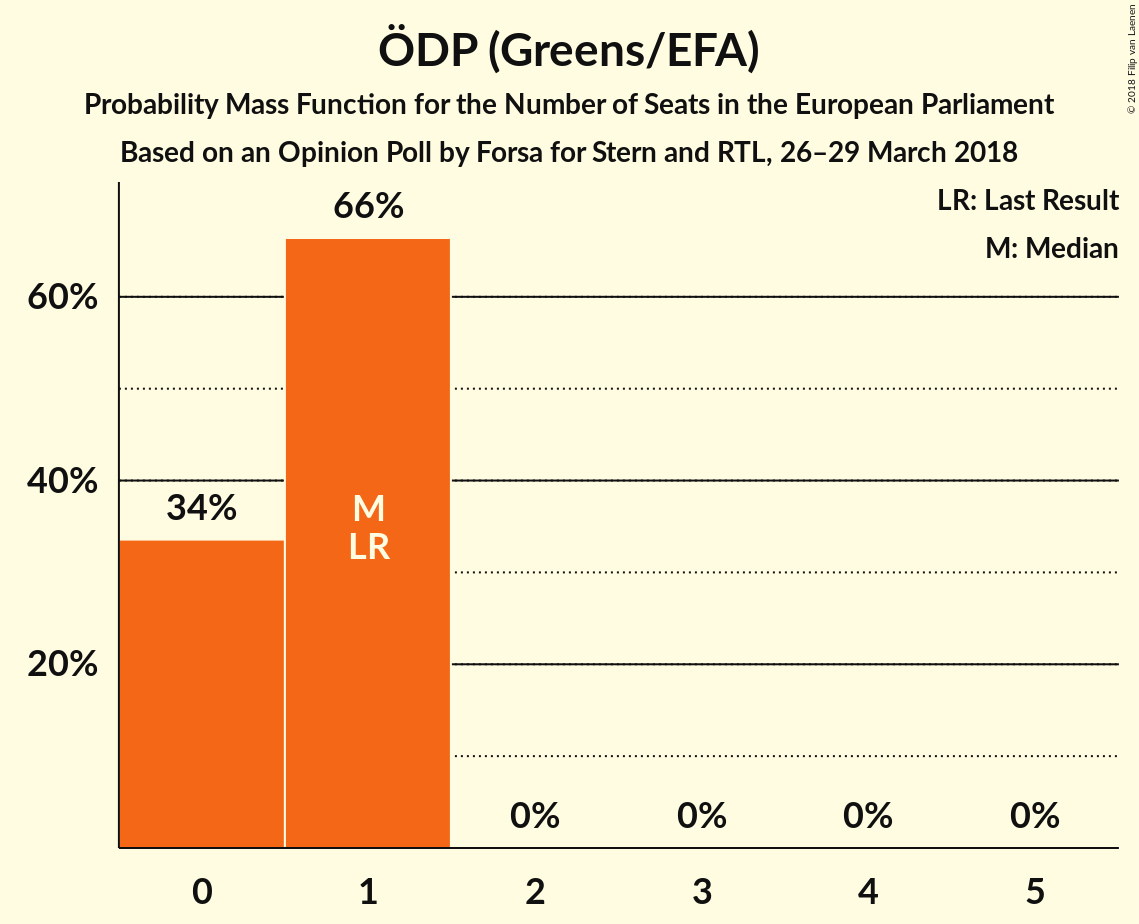 ÖDP (Greens/EFA)
Probability Mass Function for the Number of Seats in the European Parliament
Based on an Opinion Poll by Forsa for Stern and RTL, 26–29 March 2018
© 2018 Filip van Laenen
LR: Last Result
M: Median
66%
60%
40%
34%
M
LR
20%
0% 0% 0% 0%
0 1 2 3 4 5